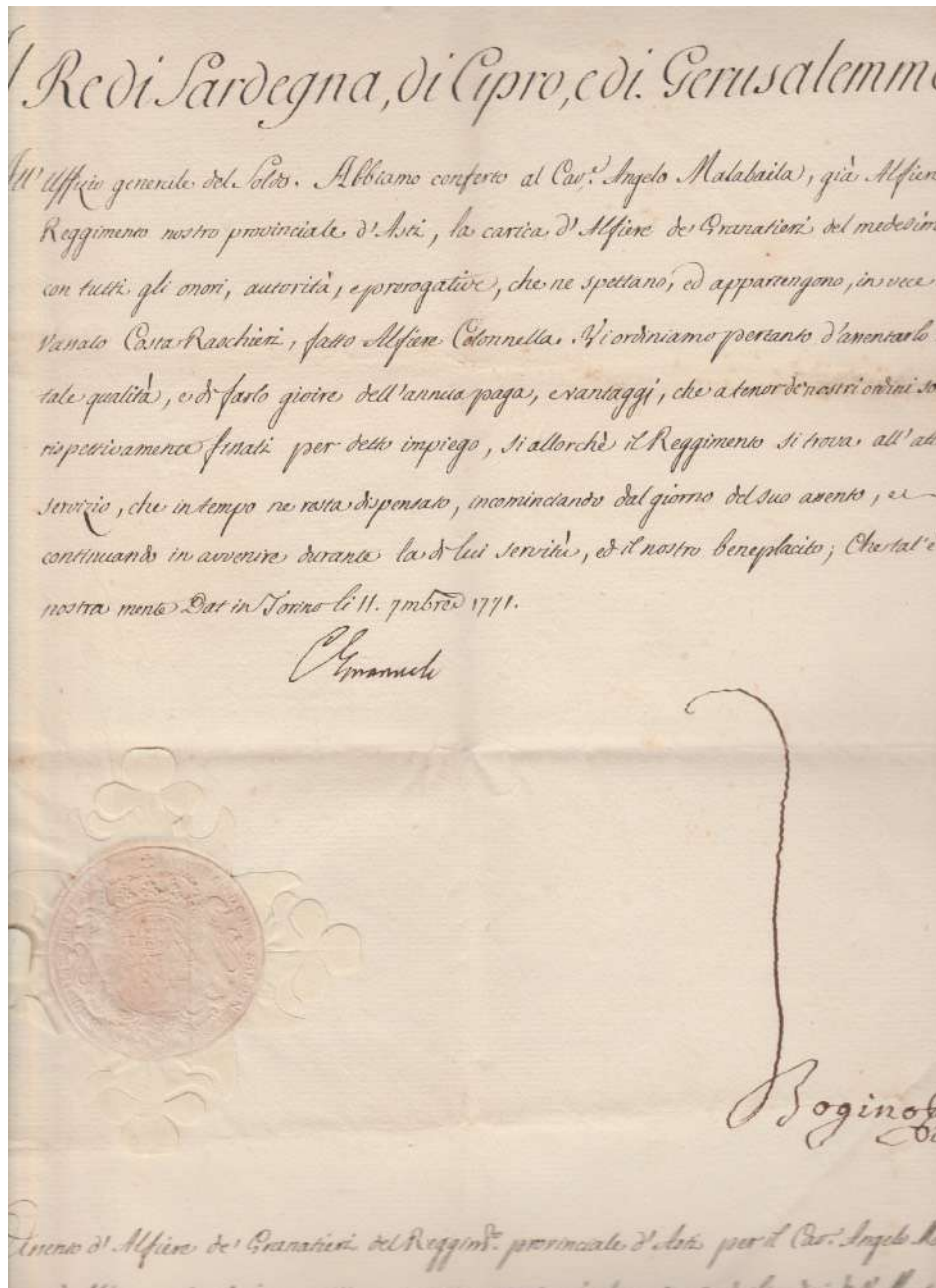 Il Re di Sardegna, di Cipro, e di Gerusalemme
All' Uffizio generale del Soldo. Abbiamo conferto al Cav.e Angelo Malabaila, già Alfiere
Reggimento nostro provinciale d'Asti, la carica d'Alfiere de' Granatieri del medesim
con tutti gli onori, autorità, e prerogative, che ne spettano, ed appartengono, in vece
Vassalo Costa Raschieri, fatto Alfiere Colonnella. Vi ordiniamo pertanto d'assentarlo
tale qualità, e di farlo gioire dell'annua paga, e vantaggi, che a tenor de' nostri ordini so
rispettivamente fissati per detto impiego, si allorchè il Reggimento si trova all'att
servizio, che in tempo ne resta dispensato, incominciando dal giorno del suo assento, e
continuando in avvenire durante la di lui servitù, ed il nostro beneplacito; Che tal'è
nostra mente Dat in Torino li 11. 7mbre 1771.
C Emanuele
Bogino
Assento d'Alfiere de' Granatieri del Reggim.to provinciale d'Asti per il Cav.e Angelo M